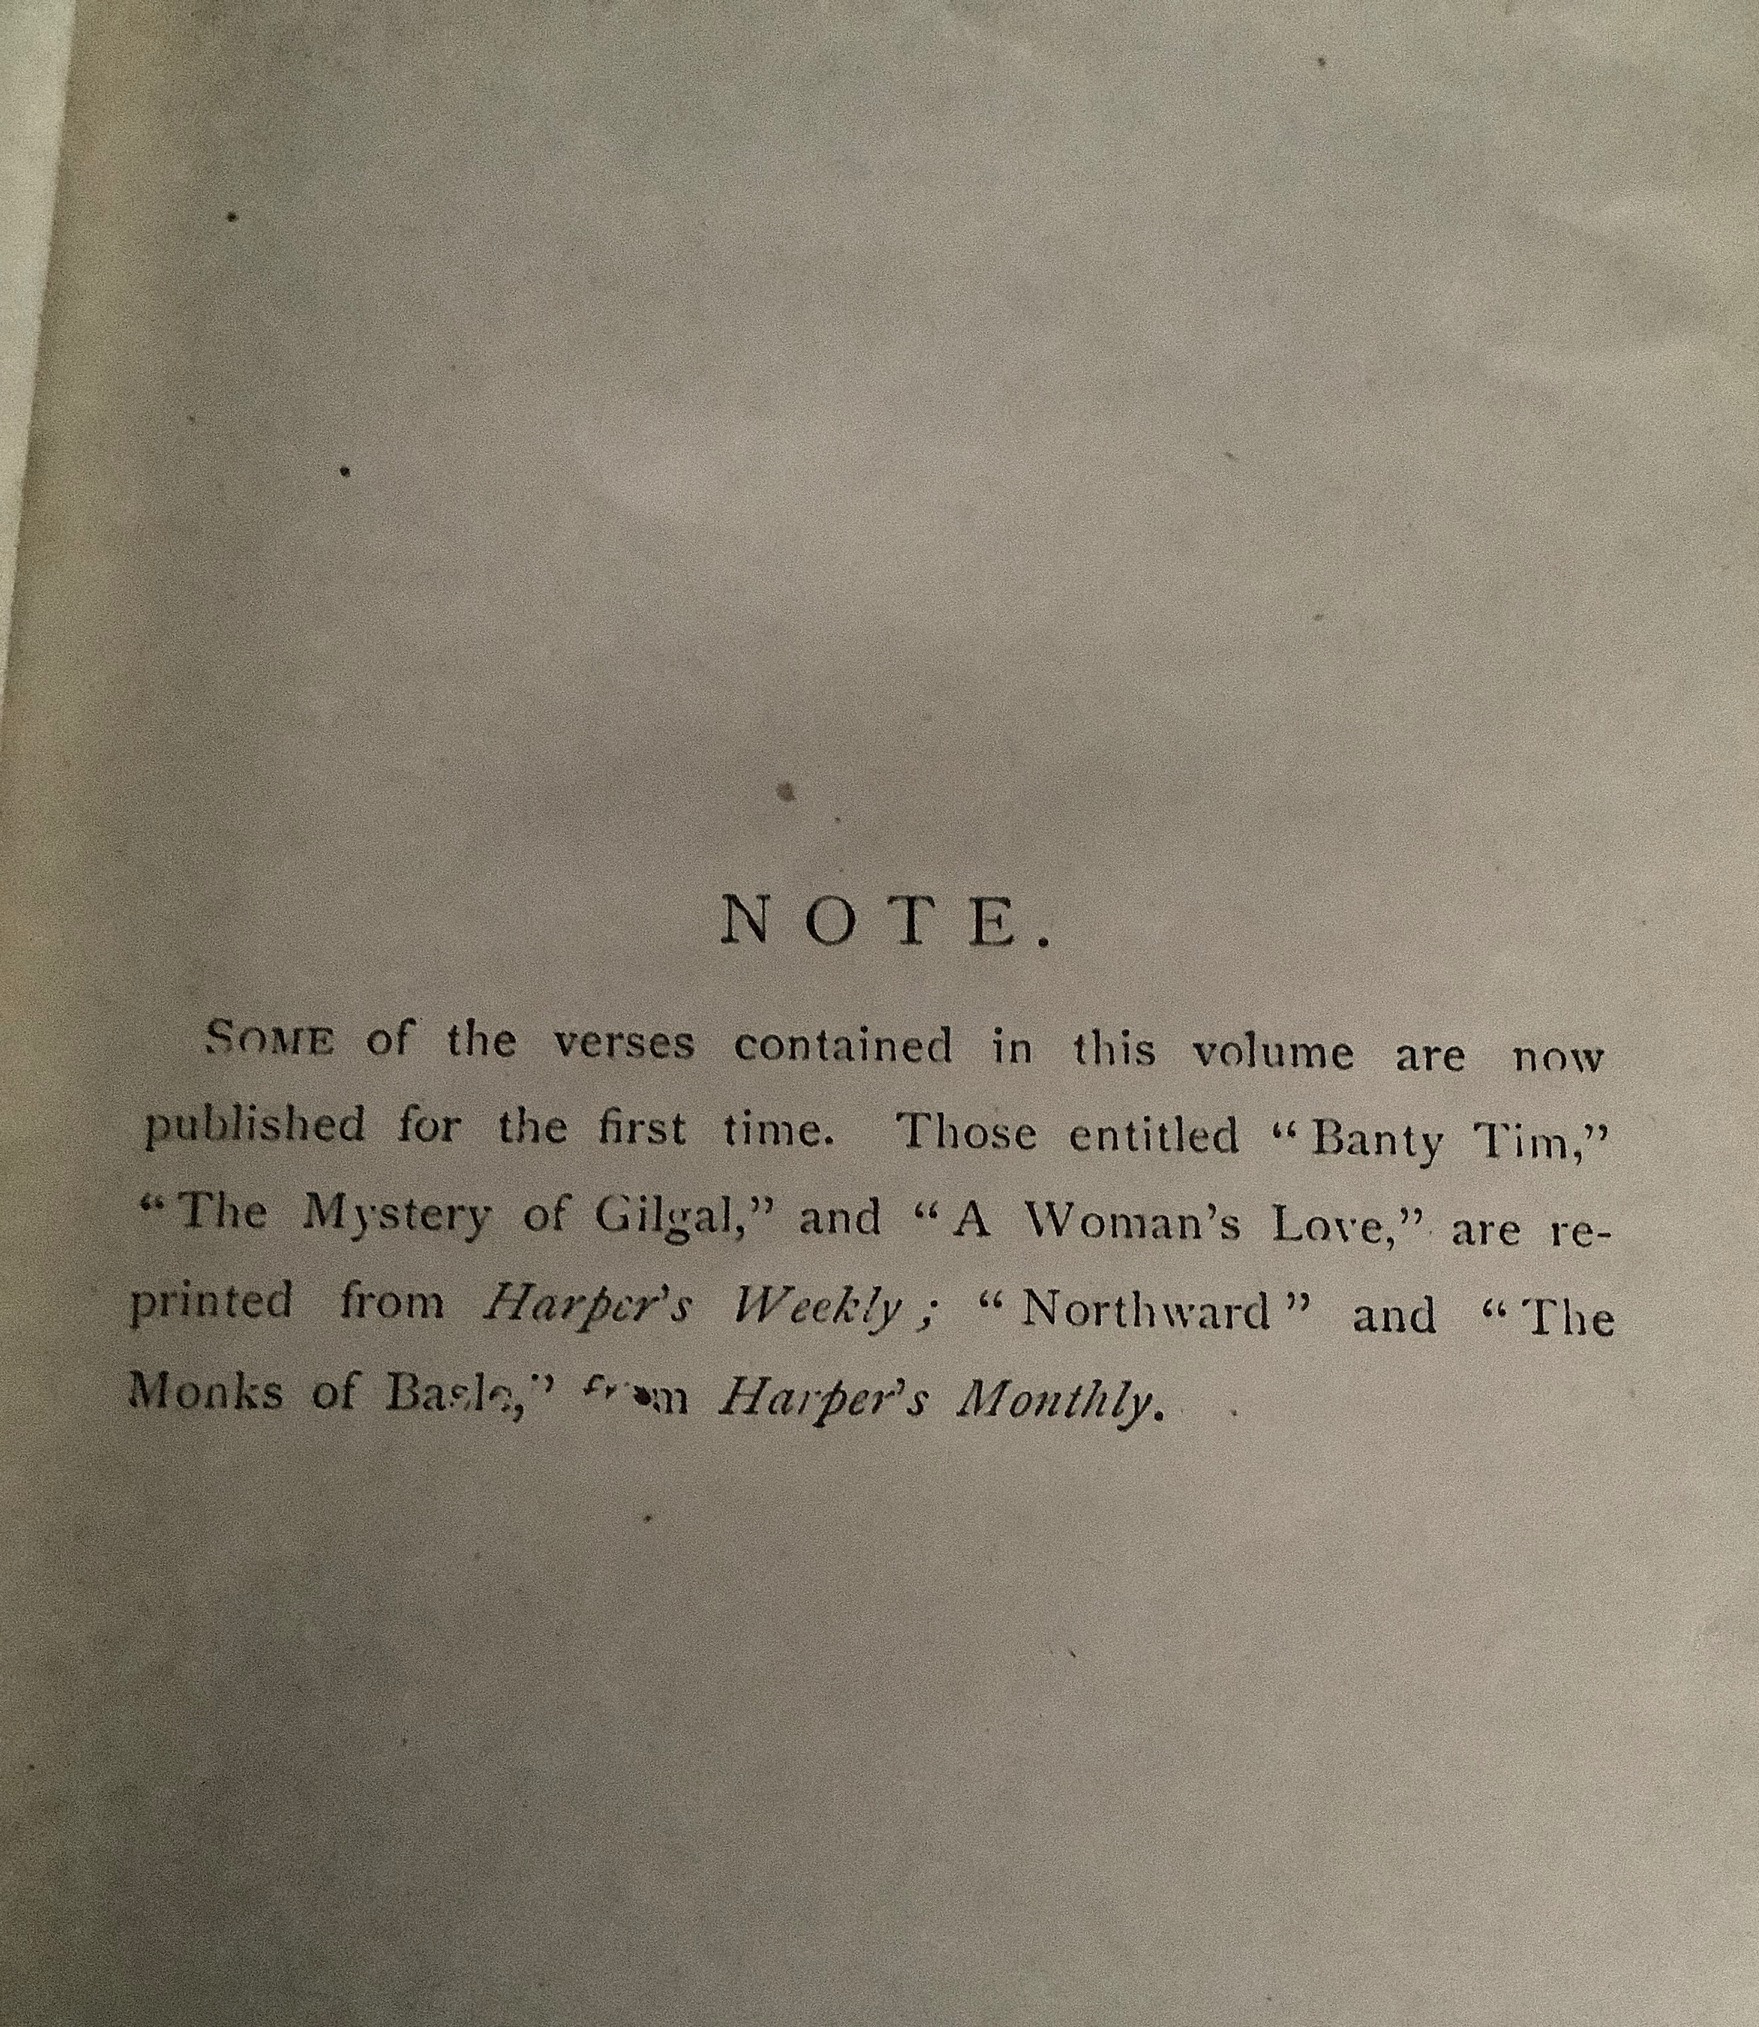 NOTE.
SOME of the verses contained in this volume are now
published for the first time. Those entitled “Banty Tim,”
“The Mystery of Gilgal,” and “A Woman’s Love,” are re-
printed from Harper’s Weekly; “Northward” and “The
Monks of Basle,” from Harper’s Monthly.